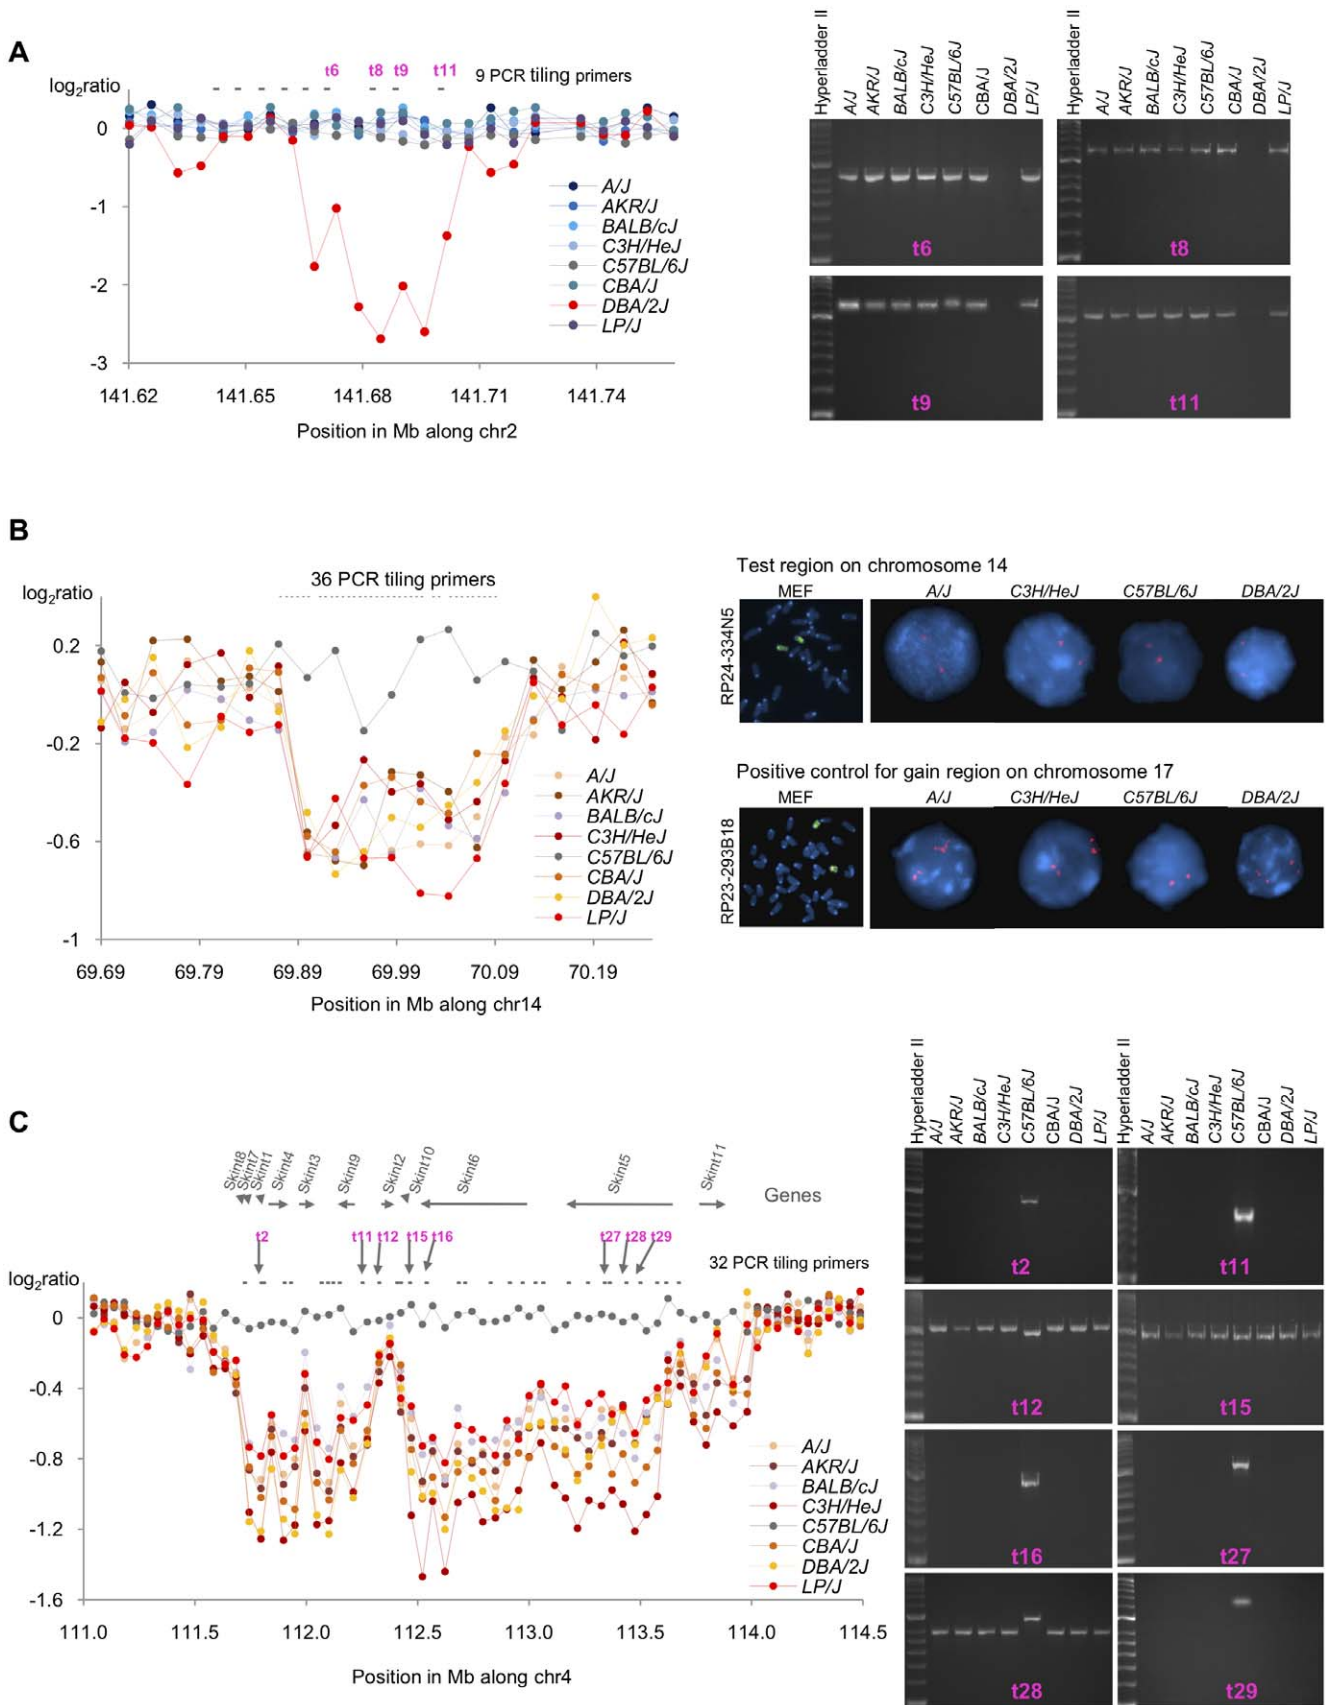 A
log2ratio
t6 t8 t9 t11 9 PCR tiling primers
0
-1
-2
-3
141.62 141.65 141.68 141.71 141.74
Position in Mb along chr2
A/J
AKR/J
BALB/cJ
C3H/HeJ
C57BL/6J
CBA/J
DBA/2J
LP/J
Hyperladder II A/J AKR/J BALB/cJ C3H/HeJ C57BL/6J CBA/J DBA/2J LP/J
Hyperladder II A/J AKR/J BALB/cJ C3H/HeJ C57BL/6J CBA/J DBA/2J LP/J
t6 t8
t9 t11
B
36 PCR tiling primers
log2ratio
0.2
-0.2
-0.6
-1
69.69 69.79 69.89 69.99 70.09 70.19
Position in Mb along chr14
A/J
AKR/J
BALB/cJ
C3H/HeJ
C57BL/6J
CBA/J
DBA/2J
LP/J
Test region on chromosome 14
MEF A/J C3H/HeJ C57BL/6J DBA/2J
RP24-334N5
Positive control for gain region on chromosome 17
MEF A/J C3H/HeJ C57BL/6J DBA/2J
RP23-293B18
C
Skint8 Skint7 Skint1 Skint4 Skint3 Skint9 Skint2 Skint10 Skint6 Skint5 Skint11 Genes
t2 t11 t12 t15 t16 t27 t28 t29
32 PCR tiling primers
log2ratio
0
-0.4
-0.8
-1.2
-1.6
111.0 111.5 112.0 112.5 113.0 113.5 114.0 114.5
Position in Mb along chr4
A/J
AKR/J
BALB/cJ
C3H/HeJ
C57BL/6J
CBA/J
DBA/2J
LP/J
Hyperladder II A/J AKR/J BALB/cJ C3H/HeJ C57BL/6J CBA/J DBA/2J LP/J
Hyperladder II A/J AKR/J BALB/cJ C3H/HeJ C57BL/6J CBA/J DBA/2J LP/J
t2 t11
t12 t15
t16 t27
t28 t29